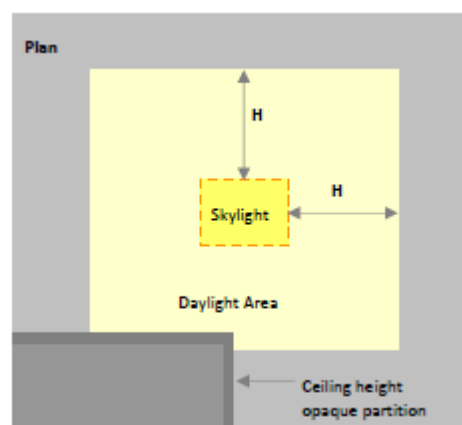 Plan
H
H
Skylight
Daylight Area
Ceiling height
opaque partition